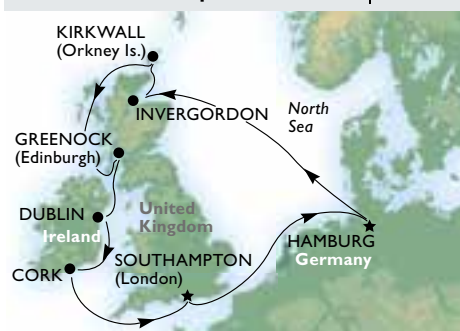 KIRKWALL
(Orkney Is.)
INVERGORDON
North
Sea
GREENOCK
(Edinburgh)
DUBLIN
Ireland
United
Kingdom
CORK
SOUTHAMPTON
(London)
HAMBURG
Germany